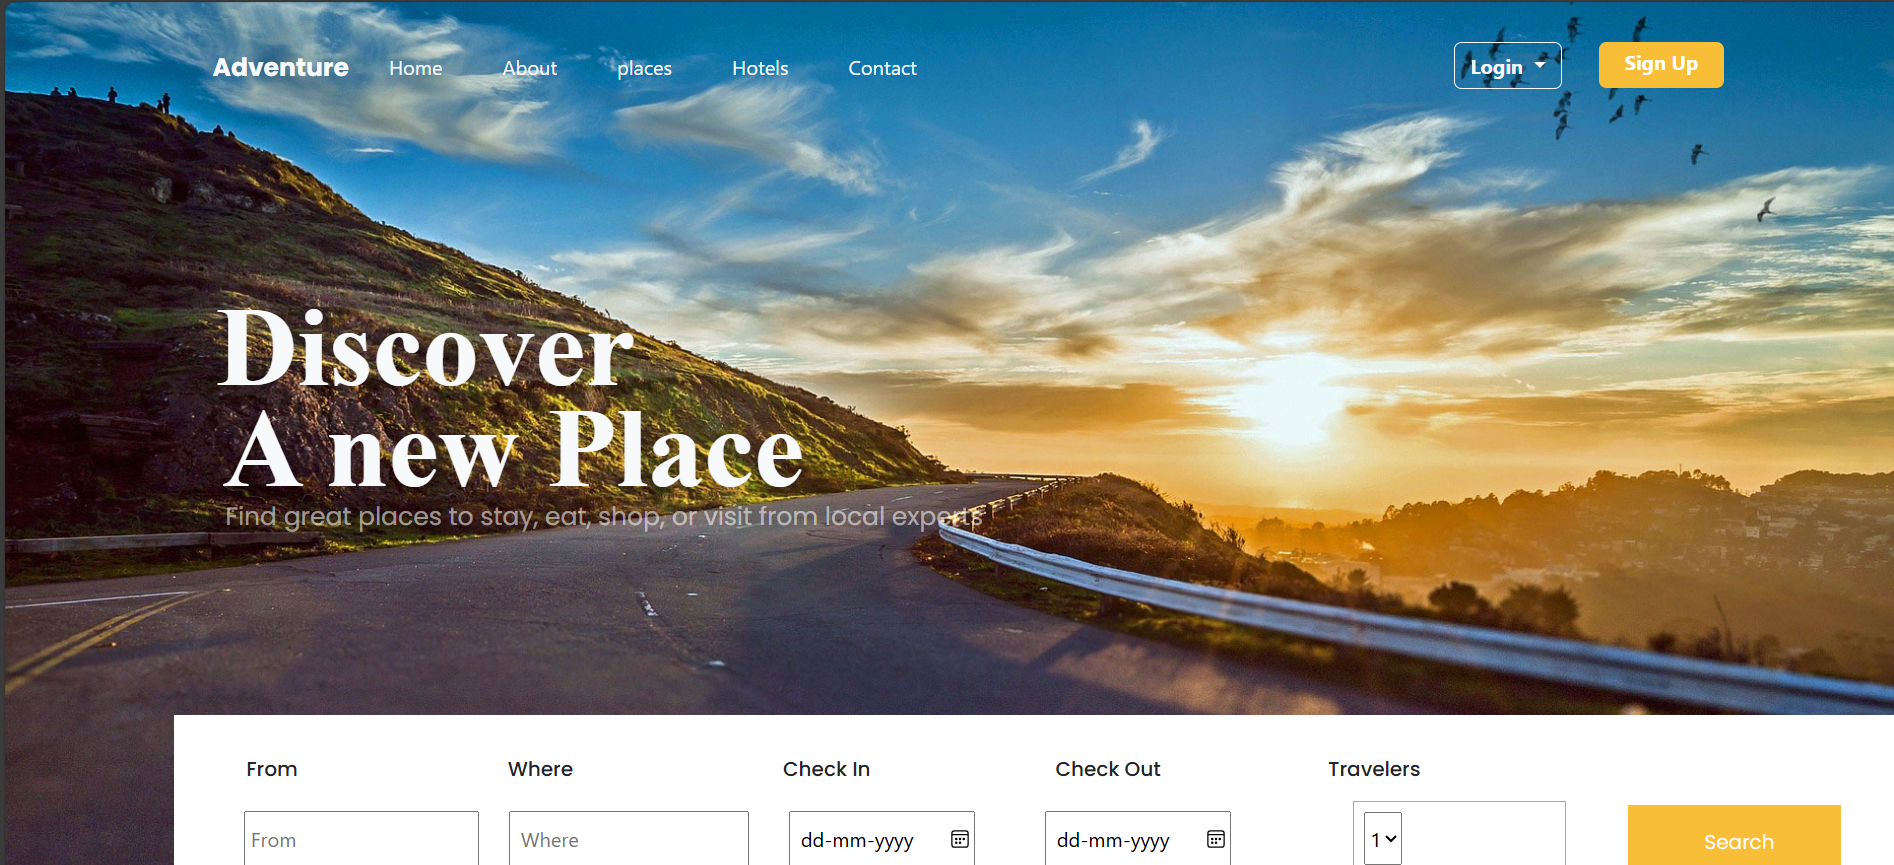 Adventure Home About places Hotels Contact Login Sign Up
Discover
A new Place
Find great places to stay, eat, shop, or visit from local experts
From Where Check In Check Out Travelers
From Where dd-mm-yyyy dd-mm-yyyy 1 Search